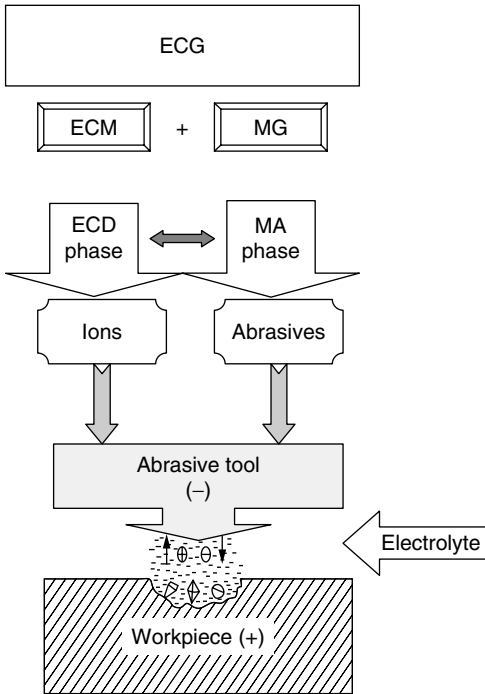 ECG
ECM + MG
ECD
phase
MA
phase
Ions
Abrasives
Abrasive tool
(−)
Electrolyte
Workpiece (+)